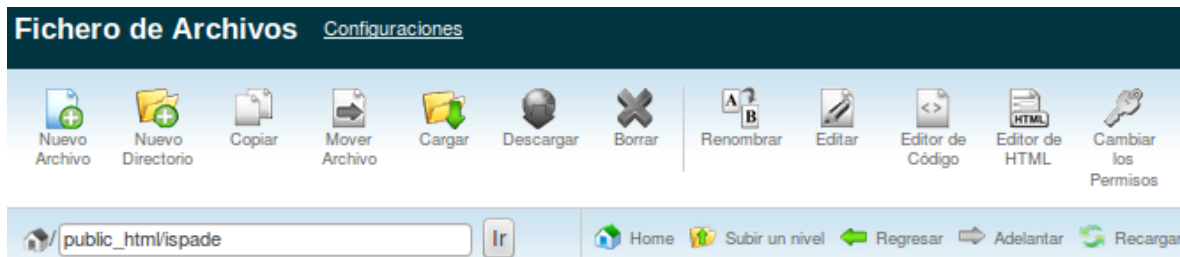 Fichero de Archivos Configuraciones
Nuevo Archivo
Nuevo Directorio
Copiar
Mover Archivo
Cargar
Descargar
Borrar
Renombrar
Editar
Editor de Código
Editor de HTML
Cambiar los Permisos
/ public_html/ispade Ir Home Subir un nivel Regresar Adelantar Recargar